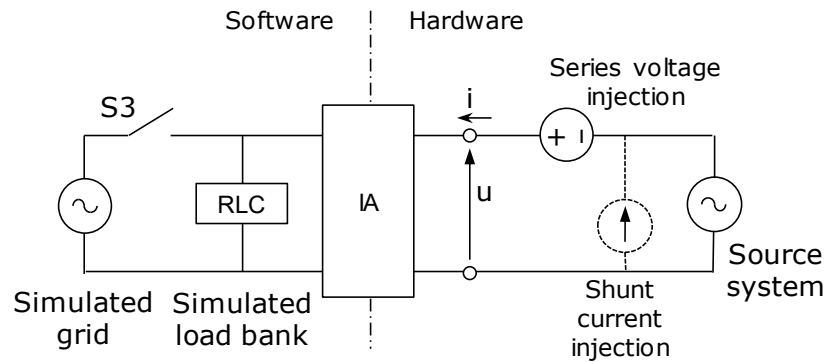 Software
Hardware
Series voltage
injection
S3
i
+ -
RLC
IA
u
Simulated
grid
Simulated
load bank
Shunt
current
injection
Source
system